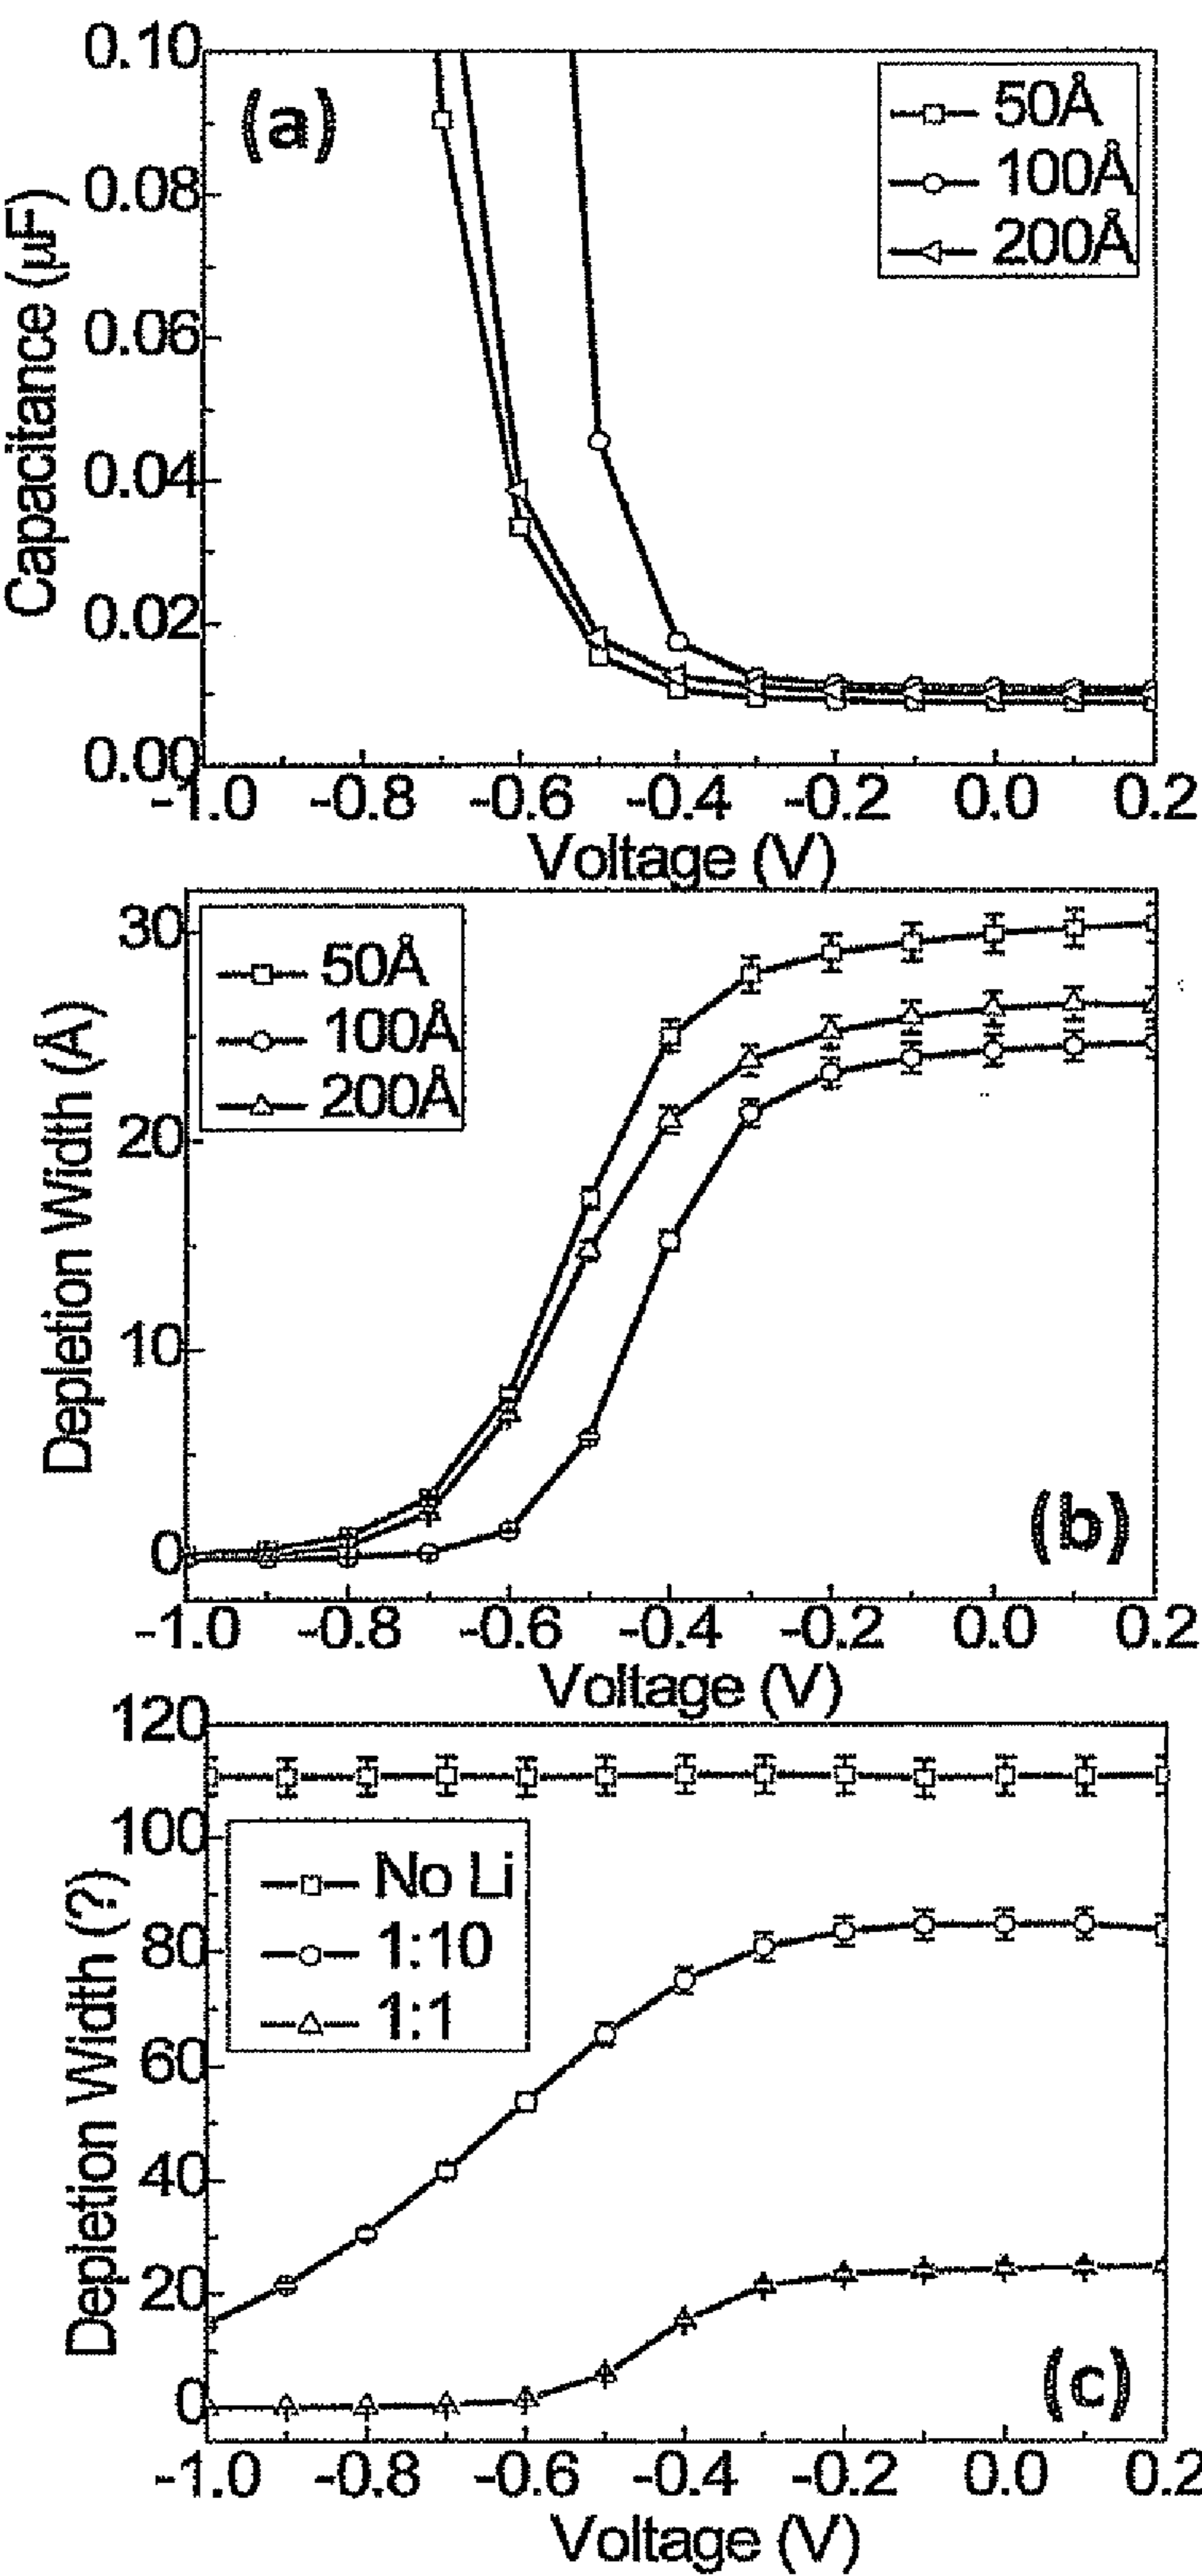 (a)
50Å
100Å
200Å
0.10
0.08
0.06
0.04
0.02
0.00
Capacitance (µF)
-1.0 -0.8 -0.6 -0.4 -0.2 0.0 0.2
Voltage (V)
50Å
100Å
200Å
30
20
10
0
Depletion Width (Å)
(b)
-1.0 -0.8 -0.6 -0.4 -0.2 0.0 0.2
Voltage (V)
120
100
80
60
40
20
0
Depletion Width (?)
No Li
1:10
1:1
(c)
-1.0 -0.8 -0.6 -0.4 -0.2 0.0 0.2
Voltage (V)